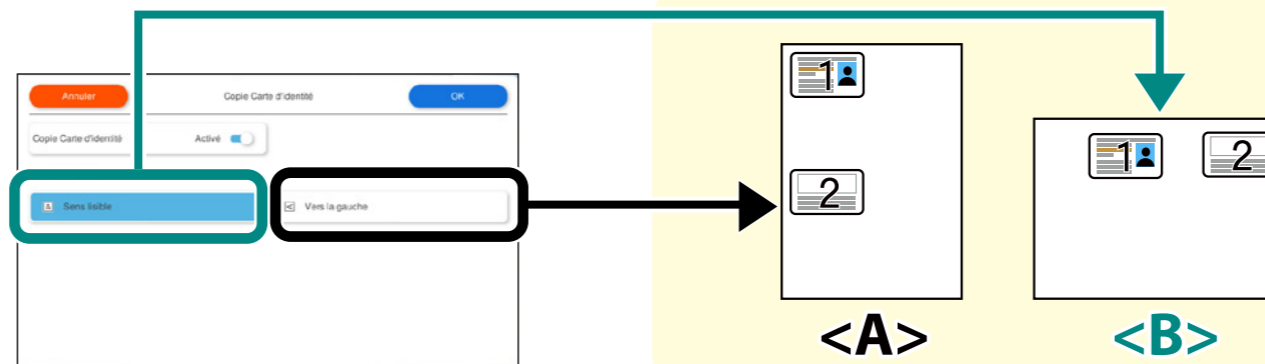 Annuler
Copie Carte d'identité
OK
Copie Carte d'identité
Activé
A Sens lisible
Vers la gauche
1
2
1
2
<A>
<B>